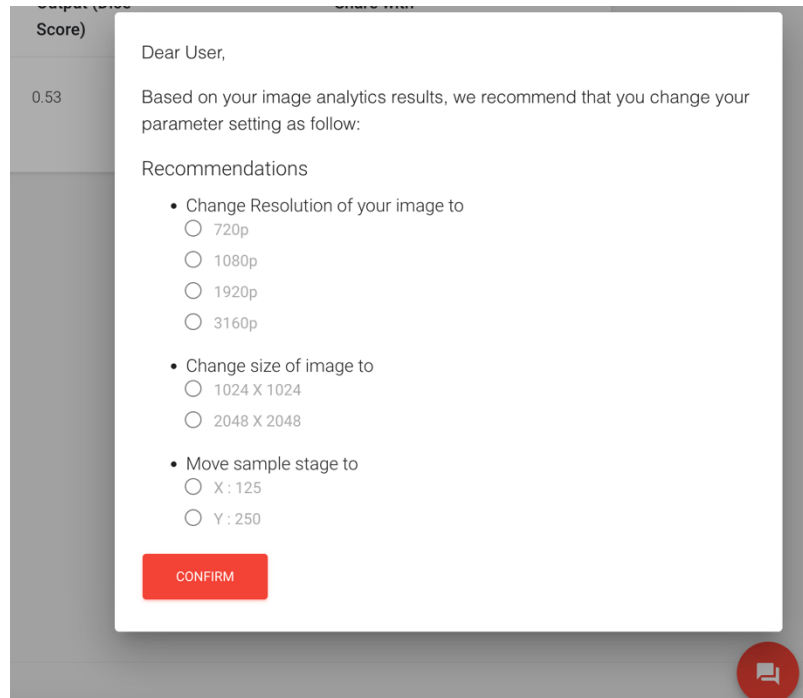 Score)
0.53
Dear User,
Based on your image analytics results, we recommend that you change your
parameter setting as follow:
Recommendations
• Change Resolution of your image to
720p
1080p
1920p
3160p
• Change size of image to
1024 X 1024
2048 X 2048
• Move sample stage to
X : 125
Y : 250
CONFIRM